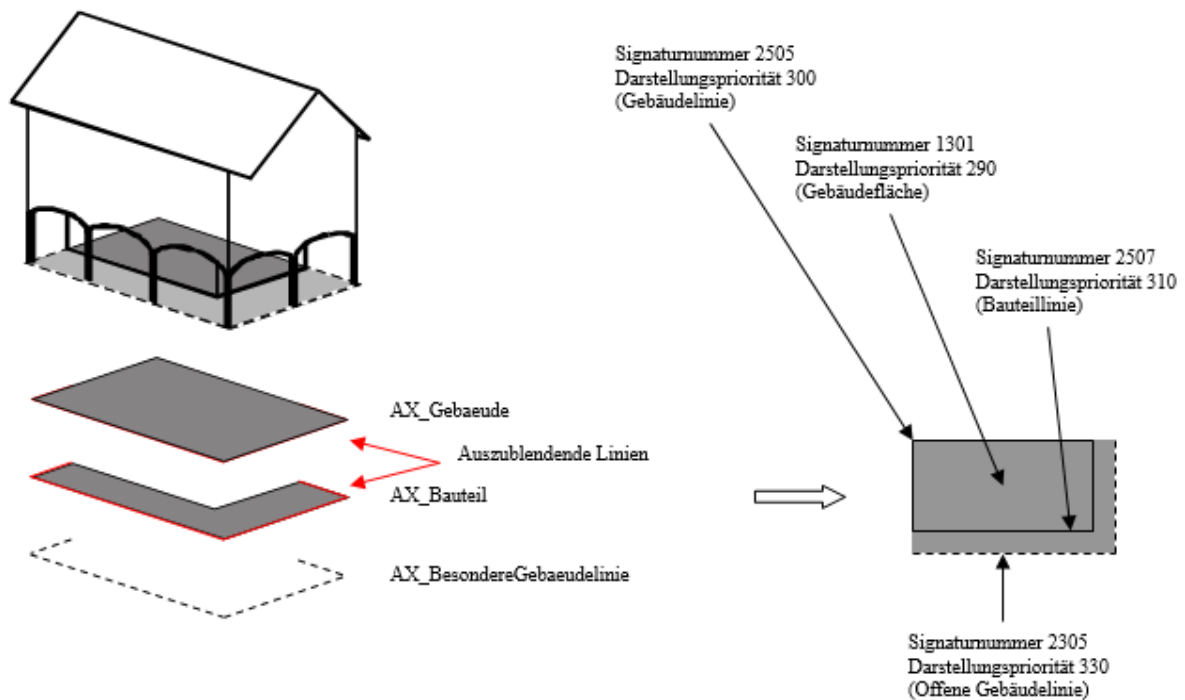 Signaturnummer 2505
Darstellungspriorität 300
(Gebäudelinie)
Signaturnummer 1301
Darstellungspriorität 290
(Gebäudefläche)
Signaturnummer 2507
Darstellungspriorität 310
(Bauteillinie)
AX_Gebaeude
Auszublendende Linien
AX_Bauteil
AX_BesondereGebaeudelinie
Signaturnummer 2305
Darstellungspriorität 330
(Offene Gebäudelinie)